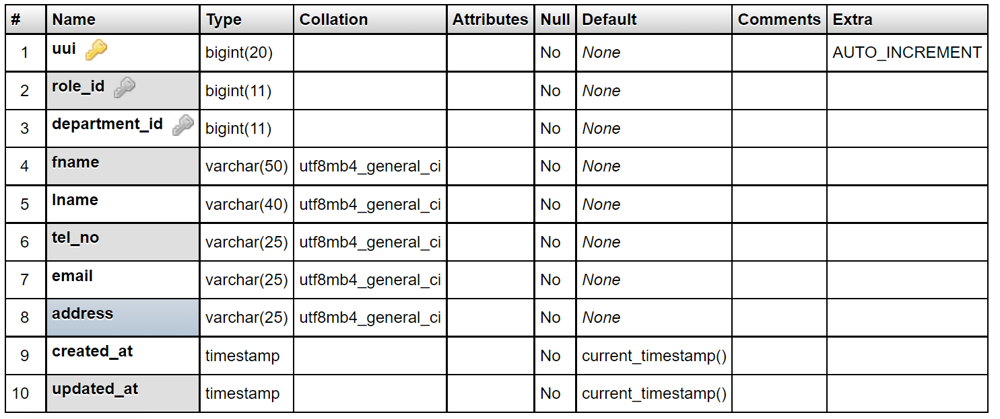 # Name Type Collation Attributes Null Default Comments Extra
1 uui bigint(20) No None AUTO_INCREMENT
2 role_id bigint(11) No None
3 department_id bigint(11) No None
4 fname varchar(50) utf8mb4_general_ci No None
5 lname varchar(40) utf8mb4_general_ci No None
6 tel_no varchar(25) utf8mb4_general_ci No None
7 email varchar(25) utf8mb4_general_ci No None
8 address varchar(25) utf8mb4_general_ci No None
9 created_at timestamp No current_timestamp()
10 updated_at timestamp No current_timestamp()